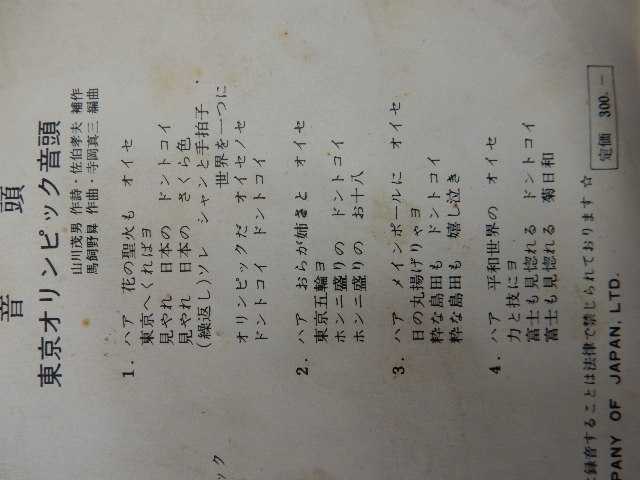 音頭
東京オリンピック音頭
山川茂男 作詩・佐伯孝夫 補作
馬飼野昇 作曲・寺岡真三 編曲
1. ハア 花の聖火も オイセ
東京へくればヨ
見やれ 日本の ドントコイ
見やれ 日本の さくら色
(繰返し)ソレ シャンと手拍子
世界を一つに
オリンピックだ オイセノセ
ドントコイ ドントコイ
2. ハア おらが姉さと オイセ
東京五輪ヨ
ホンニ盛りの ドントコイ
ホンニ盛りの お十八
3. ハア メインポールに オイセ
日の丸揚げりゃヨ
粋な島田も ドントコイ
粋な島田も 嬉し泣き
4. ハア 平和世界の オイセ
力と技にヨ
富士も見惚れる ドントコイ
富士も見惚れる 菊日和
定価 300.-
録音することは法律で禁じられております☆
PANY OF JAPAN, LTD.
ック